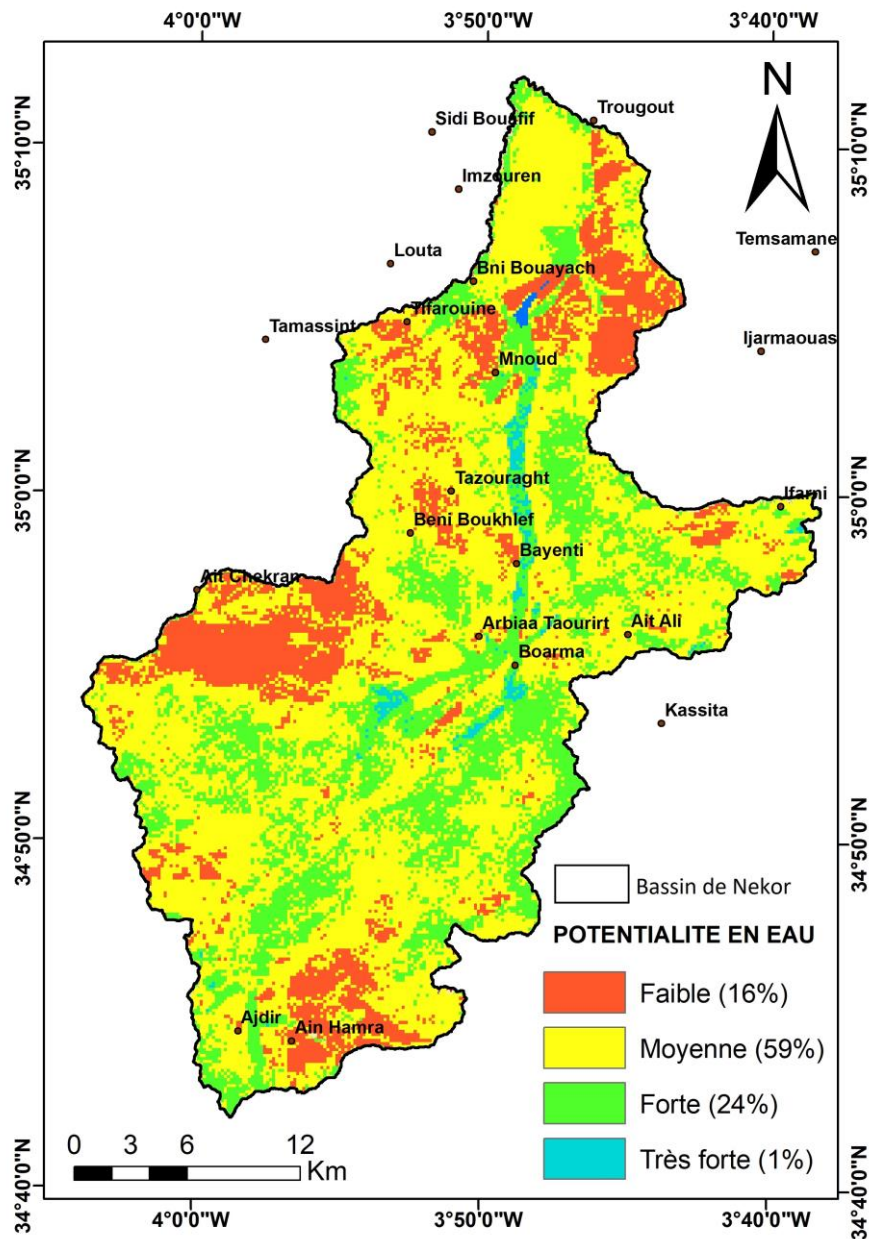 4°0'0"W 3°50'0"W 3°40'0"W
N
35°10'0"N 35°10'0"N
Trougout
Sidi Bouafif
Imzouren
Temsamane
Louta
Bni Bouayach
Tifarouine
Tamassint
Ijarmaouas
Mnoud
Tazouraght
35°0'0"N 35°0'0"N
Ifarni
Beni Boukhlef
Bayenti
Ait Chekran
Arbiaa Taourirt
Ait Ali
Boarma
Kassita
34°50'0"N 34°50'0"N
Bassin de Nekor
POTENTIALITE EN EAU
Faible (16%)
Moyenne (59%)
Forte (24%)
Très forte (1%)
Ajdir
Ain Hamra
0 3 6 12
Km
34°40'0"N 34°40'0"N
4°0'0"W 3°50'0"W 3°40'0"W